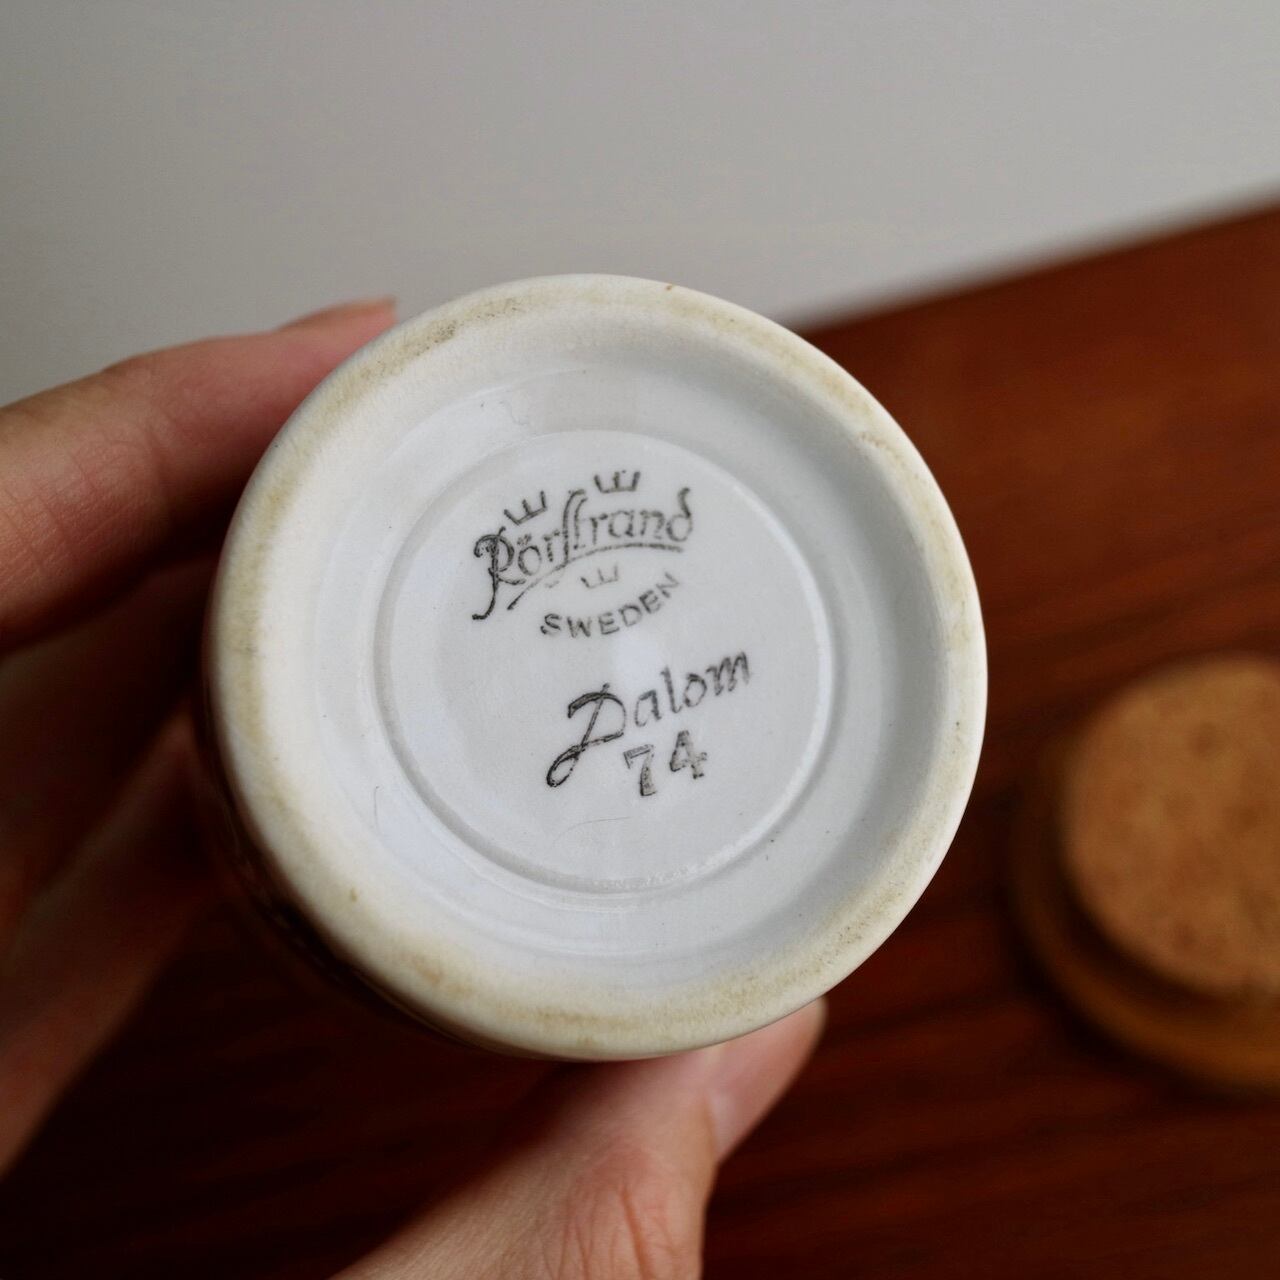 Rörstrand
SWEDEN
Dalom
74